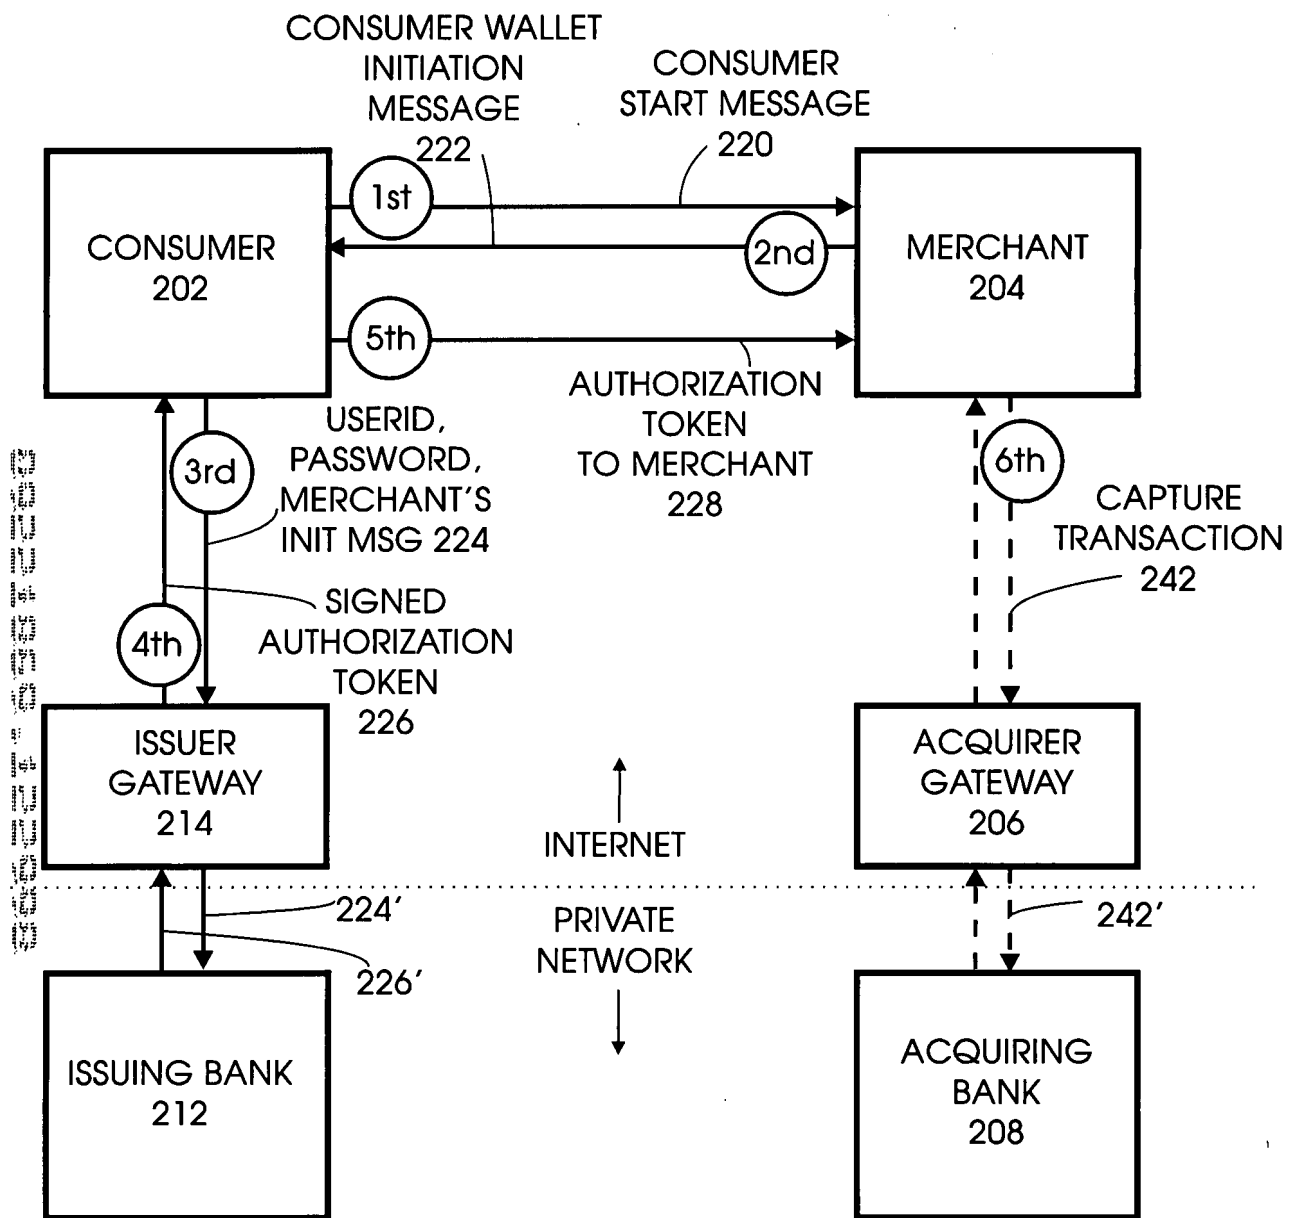 CONSUMER WALLET
INITIATION
MESSAGE
222
CONSUMER
START MESSAGE
220
1st
2nd
CONSUMER
202
MERCHANT
204
5th
AUTHORIZATION
TOKEN
TO MERCHANT
228
USERID,
PASSWORD,
MERCHANT'S
INIT MSG 224
3rd
6th
CAPTURE
TRANSACTION
242
SIGNED
AUTHORIZATION
TOKEN
226
4th
ISSUER
GATEWAY
214
ACQUIRER
GATEWAY
206
INTERNET
PRIVATE
NETWORK
224'
226'
242'
ISSUING BANK
212
ACQUIRING
BANK
208